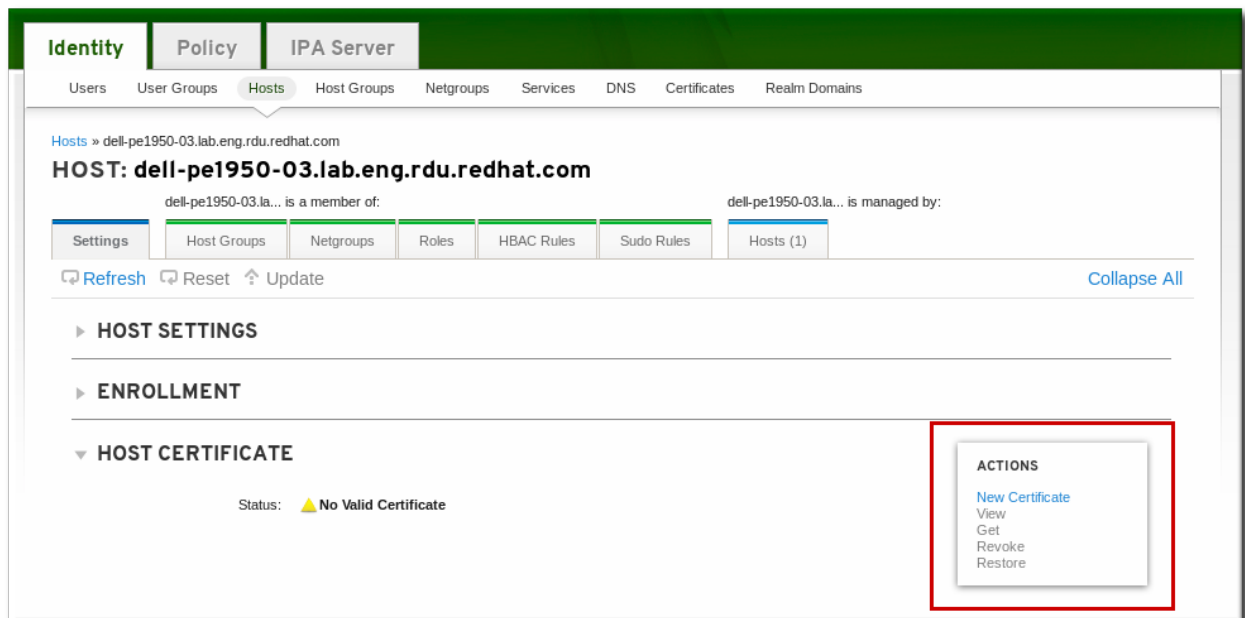 Identity Policy IPA Server
Users User Groups Hosts Host Groups Netgroups Services DNS Certificates Realm Domains
Hosts » dell-pe1950-03.lab.eng.rdu.redhat.com
HOST: dell-pe1950-03.lab.eng.rdu.redhat.com
dell-pe1950-03.la... is a member of: dell-pe1950-03.la... is managed by:
Settings Host Groups Netgroups Roles HBAC Rules Sudo Rules Hosts (1)
Refresh Reset Update Collapse All
HOST SETTINGS
ENROLLMENT
HOST CERTIFICATE
Status: No Valid Certificate
ACTIONS
New Certificate
View
Get
Revoke
Restore